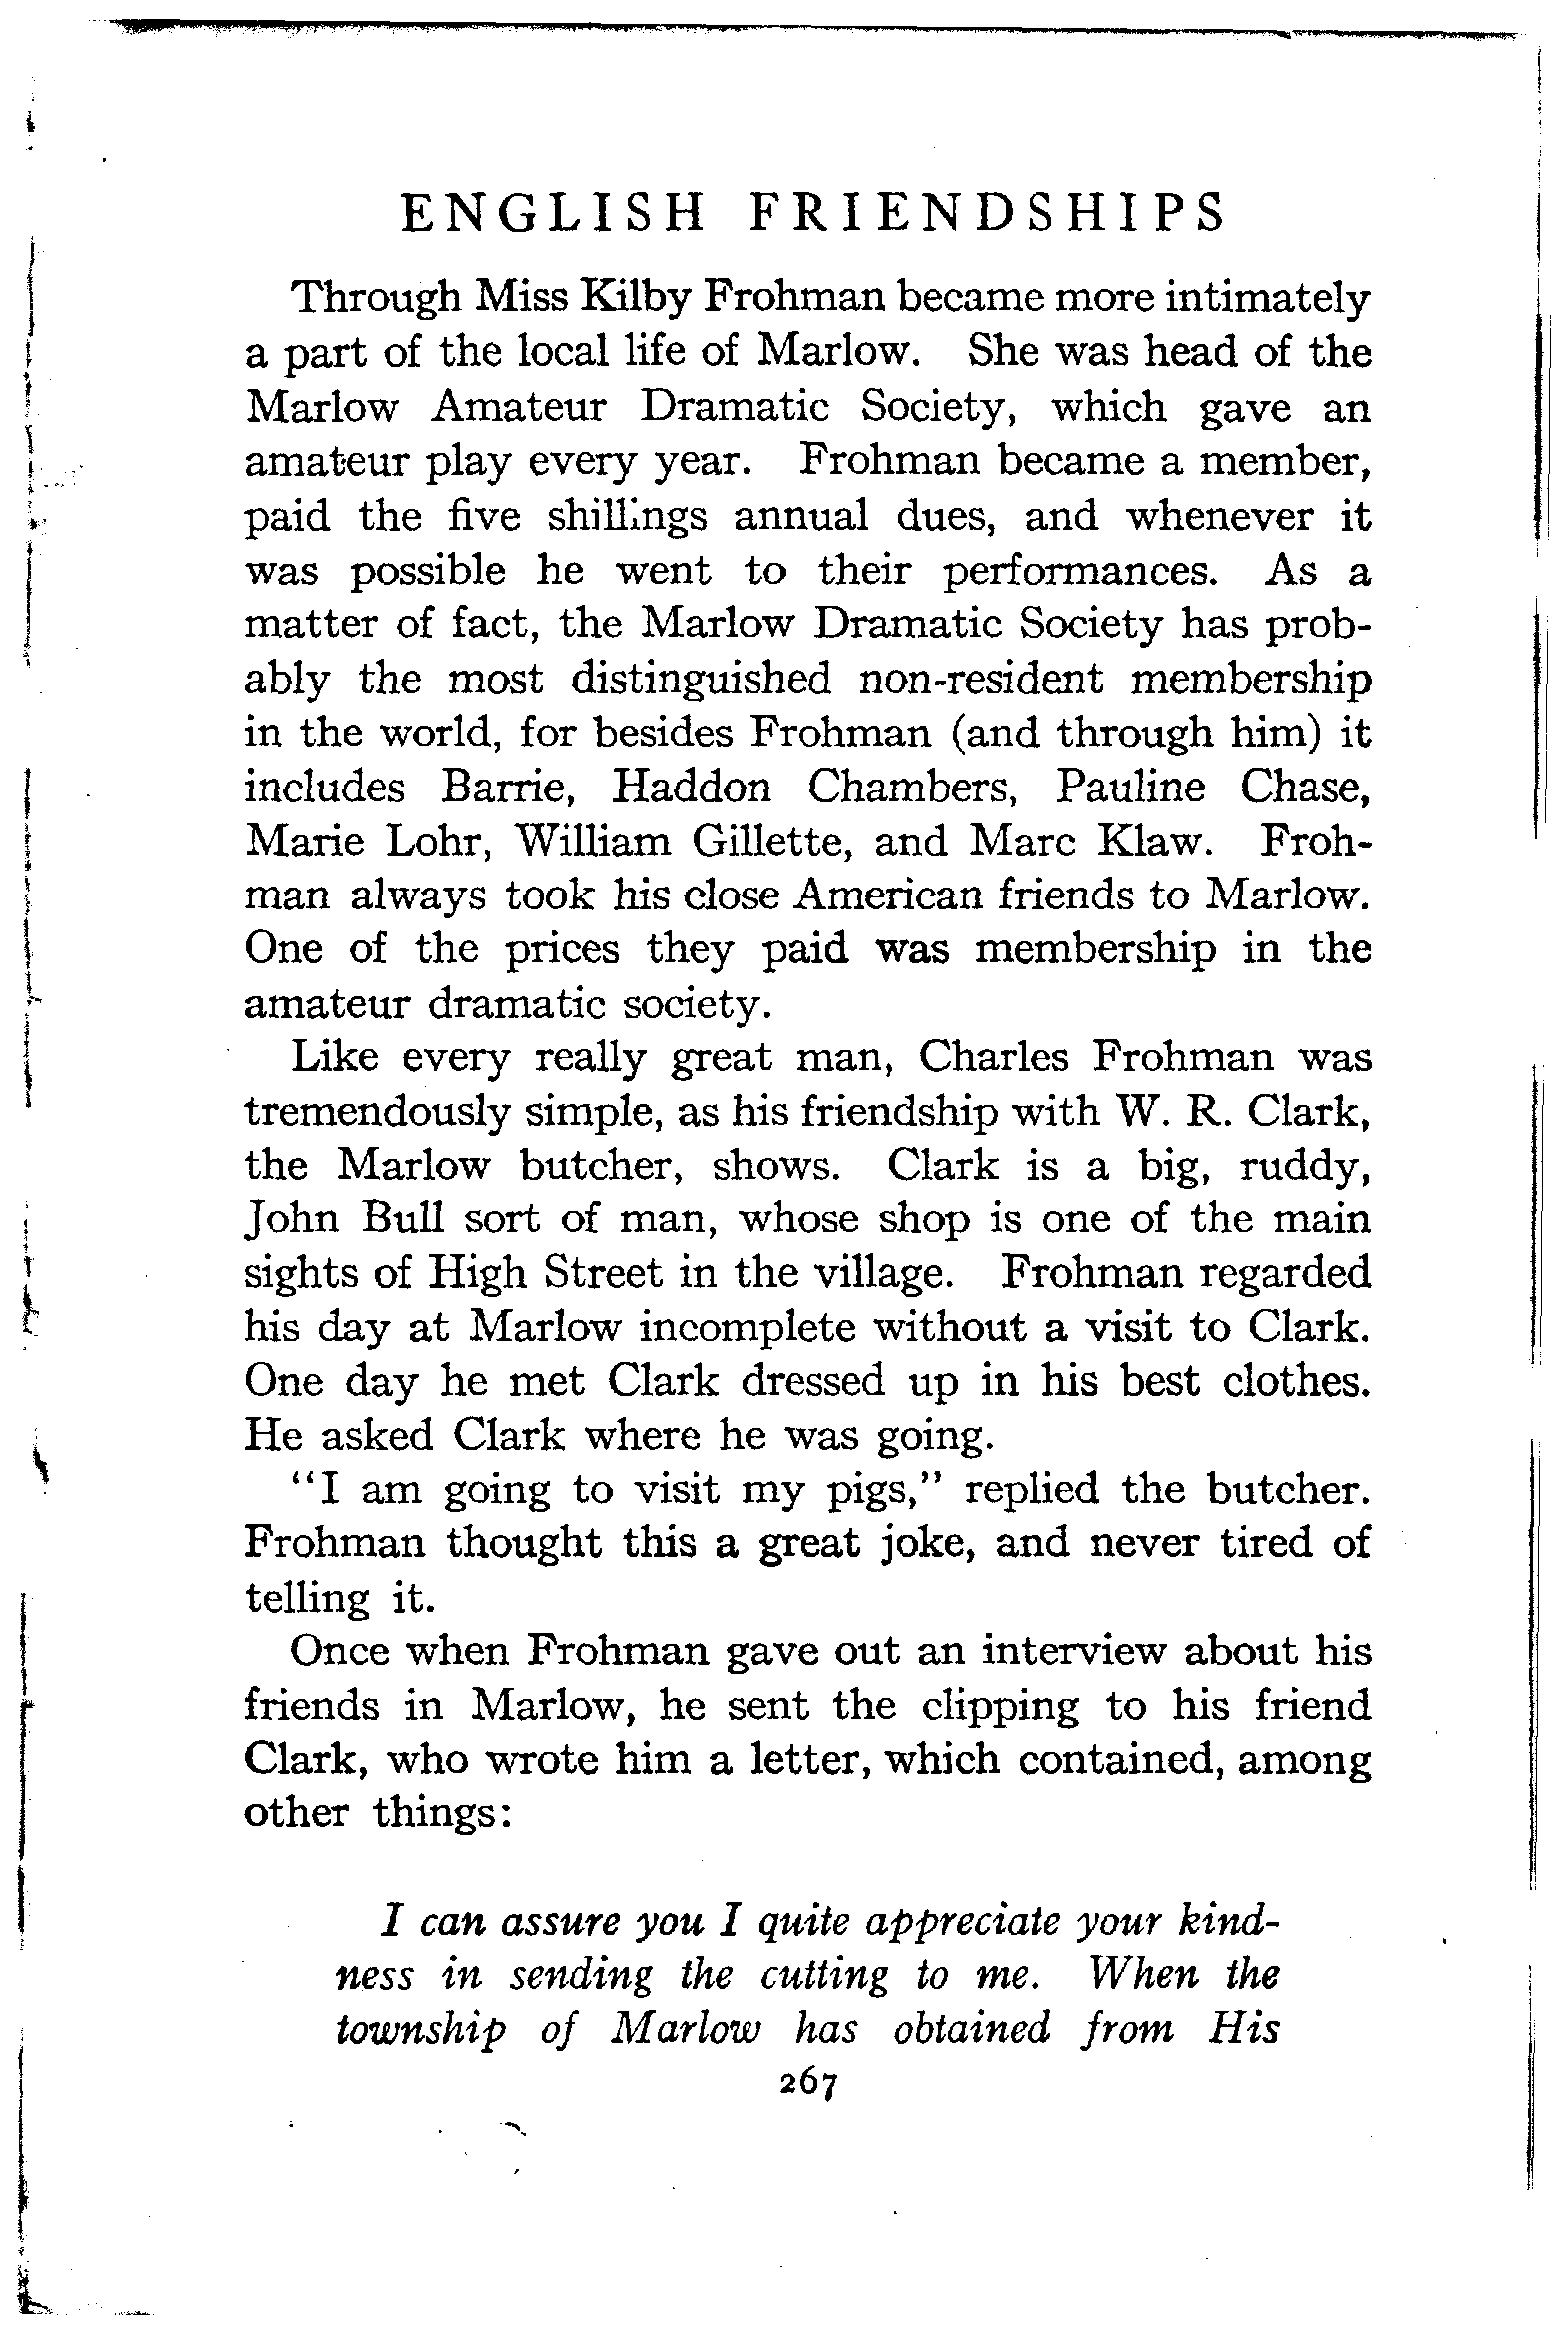 ENGLISH FRIENDSHIPS
Through Miss Kilby Frohman became more intimately
a part of the local life of Marlow. She was head of the
Marlow Amateur Dramatic Society, which gave an
amateur play every year. Frohman became a member,
paid the five shillings annual dues, and whenever it
was possible he went to their performances. As a
matter of fact, the Marlow Dramatic Society has prob-
ably the most distinguished non-resident membership
in the world, for besides Frohman (and through him) it
includes Barrie, Haddon Chambers, Pauline Chase,
Marie Lohr, William Gillette, and Marc Klaw. Froh-
man always took his close American friends to Marlow.
One of the prices they paid was membership in the
amateur dramatic society.
Like every really great man, Charles Frohman was
tremendously simple, as his friendship with W. R. Clark,
the Marlow butcher, shows. Clark is a big, ruddy,
John Bull sort of man, whose shop is one of the main
sights of High Street in the village. Frohman regarded
his day at Marlow incomplete without a visit to Clark.
One day he met Clark dressed up in his best clothes.
He asked Clark where he was going.
"I am going to visit my pigs," replied the butcher.
Frohman thought this a great joke, and never tired of
telling it.
Once when Frohman gave out an interview about his
friends in Marlow, he sent the clipping to his friend
Clark, who wrote him a letter, which contained, among
other things:
I can assure you I quite appreciate your kind-
ness in sending the cutting to me. When the
township of Marlow has obtained from His
267